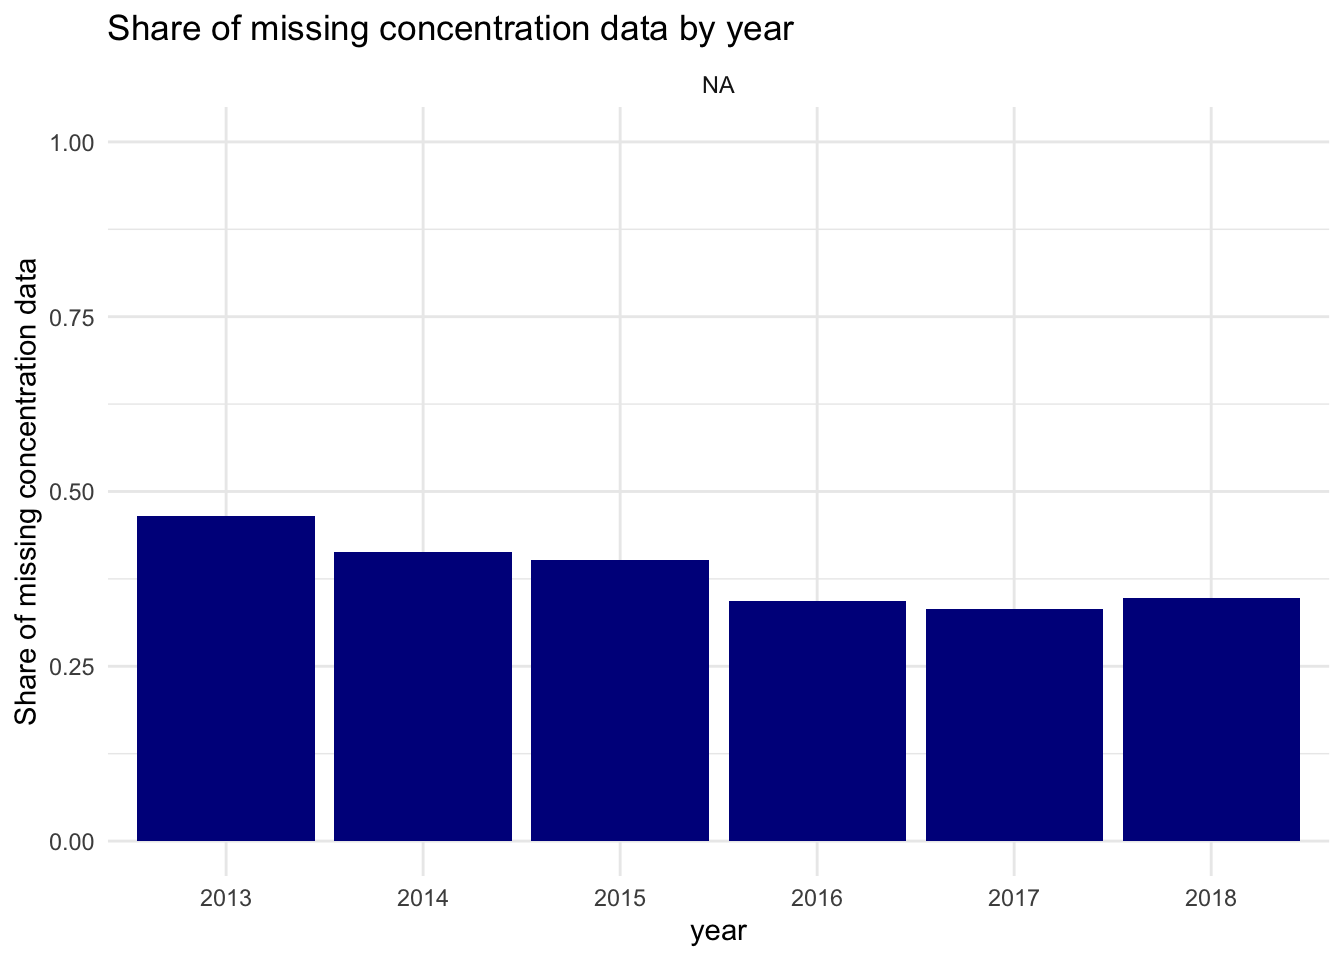 Share of missing concentration data by year
NA
Share of missing concentration data
1.00
0.75
0.50
0.25
0.00
2013 2014 2015 2016 2017 2018
year